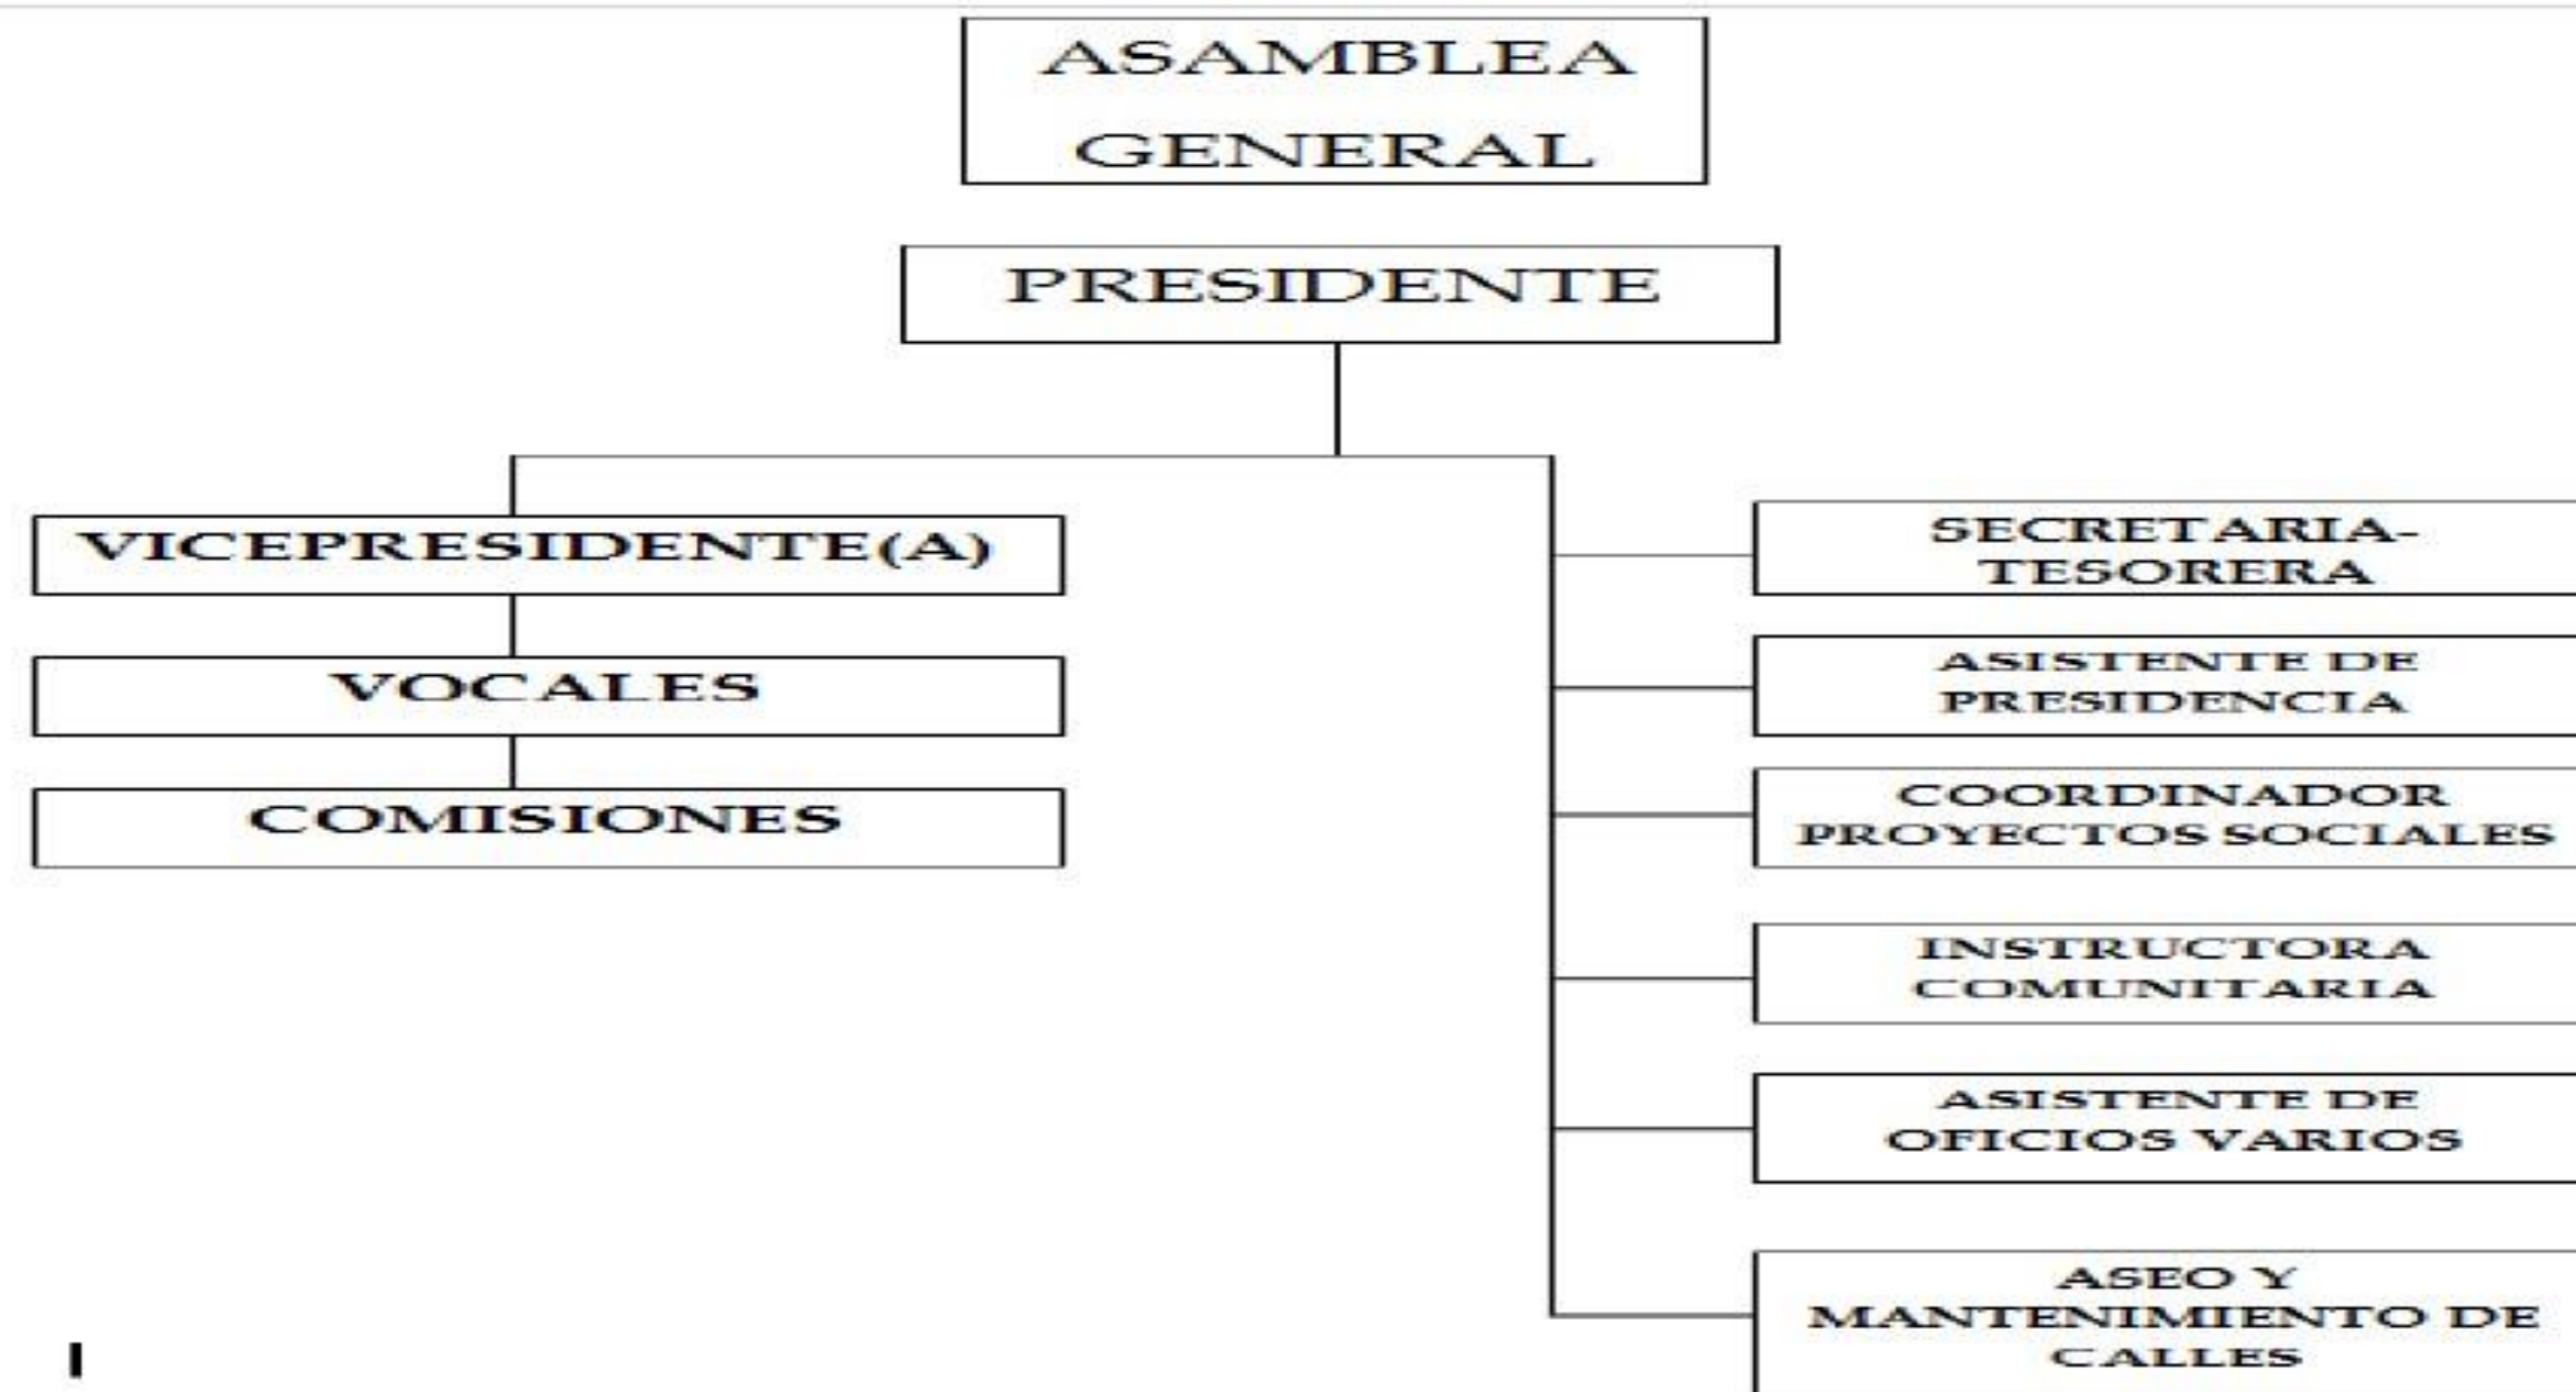 ASAMBLEA
GENERAL
PRESIDENTE
VICEPRESIDENTE(A)
VOCALES
COMISIONES
SECRETARIA-
TESORERA
ASISTENTE DE
PRESIDENCIA
COORDINADOR
PROYECTOS SOCIALES
INSTRUCTORA
COMUNITARIA
ASISTENTE DE
OFICIOS VARIOS
ASEO Y
MANTENIMIENTO DE
CALLES